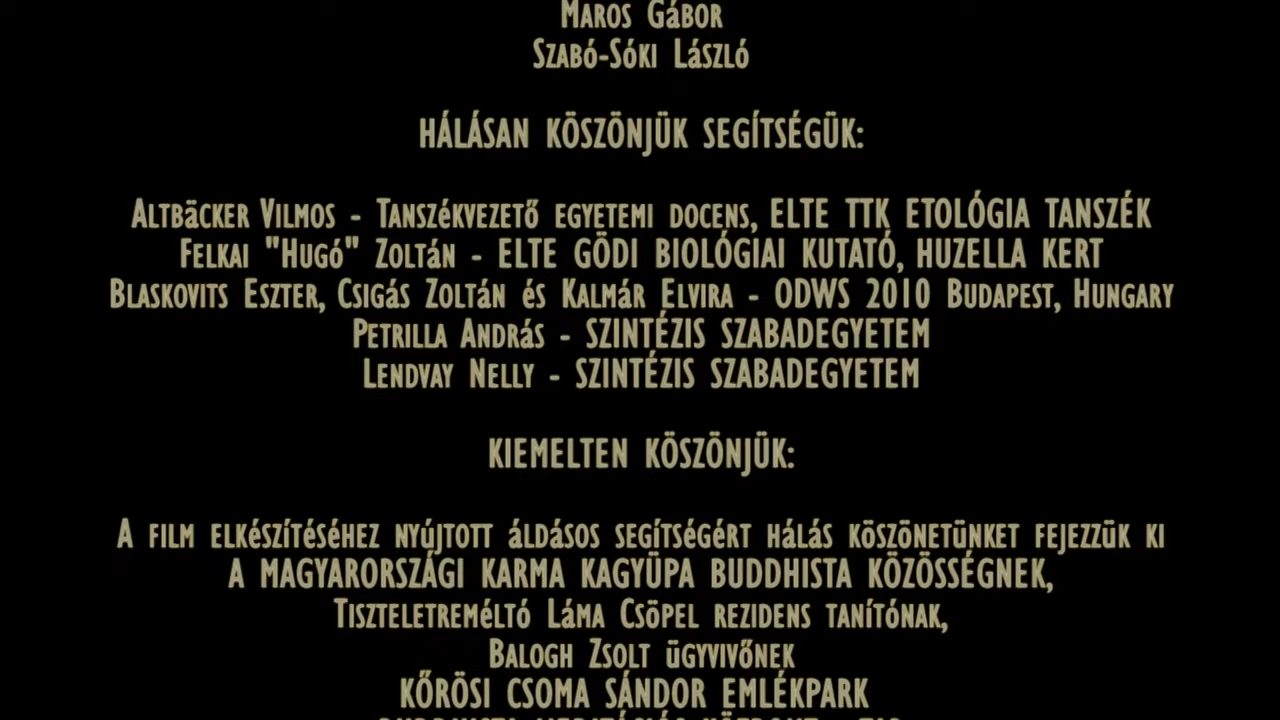 Maros Gábor
Szabó-Sóki László
HÁLÁSAN KÖSZÖNJÜK SEGÍTSÉGÜK:
Altbäcker Vilmos - Tanszékvezető egyetemi docens, ELTE TTK ETOLÓGIA TANSZÉK
Felkai "Hugó" Zoltán - ELTE GÖDI BIOLÓGIAI KUTATÓ, HUZELLA KERT
Blaskovits Eszter, Csigás Zoltán és Kalmár Elvira - ODWS 2010 Budapest, Hungary
Petrilla András - SZINTÉZIS SZABADEGYETEM
Lendvay Nelly - SZINTÉZIS SZABADEGYETEM
KIEMELTEN KÖSZÖNJÜK:
A film elkészítéséhez nyújtott áldásos segítségért hálás köszönetünket fejezzük ki
A MAGYARORSZÁGI KARMA KAGYÜPA BUDDHISTA KÖZÖSSÉGNEK,
Tiszteletreméltó Láma Csöpel rezidens tanítónak,
Balogh Zsolt ügyvivőnek
KŐRÖSI CSOMA SÁNDOR EMLÉKPARK